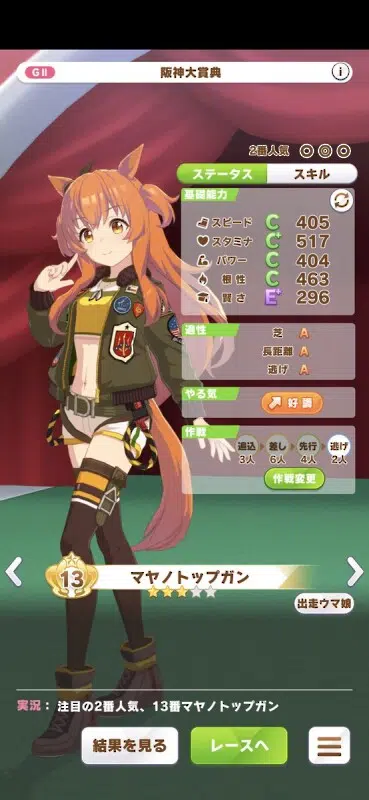 GⅡ 阪神大賞典 i
2番人気 ◎ ◎ ○
ステータス スキル
基礎能力
スピード C 405
スタミナ C+ 517
パワー C 404
根性 C 463
賢さ E+ 296
適性
芝 A
長距離 A
逃げ A
やる気
好調
作戦
追込 差し 先行 逃げ
3人 6人 4人 2人
作戦変更
13 マヤノトップガン
出走ウマ娘
実況： 注目の2番人気、13番マヤノトップガン
結果を見る レースへ